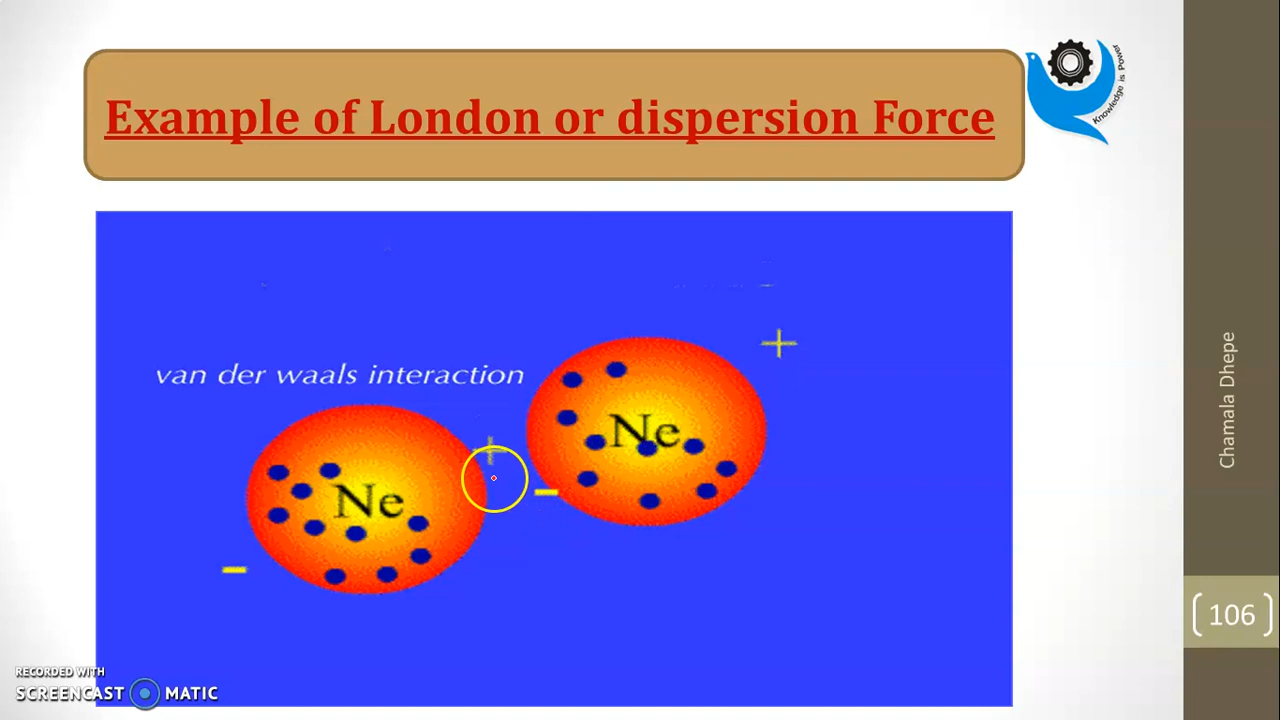 Example of London or dispersion Force
Knowledge is Power
van der waals interaction
+
Ne
+
-
Ne
-
Chamala Dhepe
106
RECORDED WITH
SCREENCAST MATIC